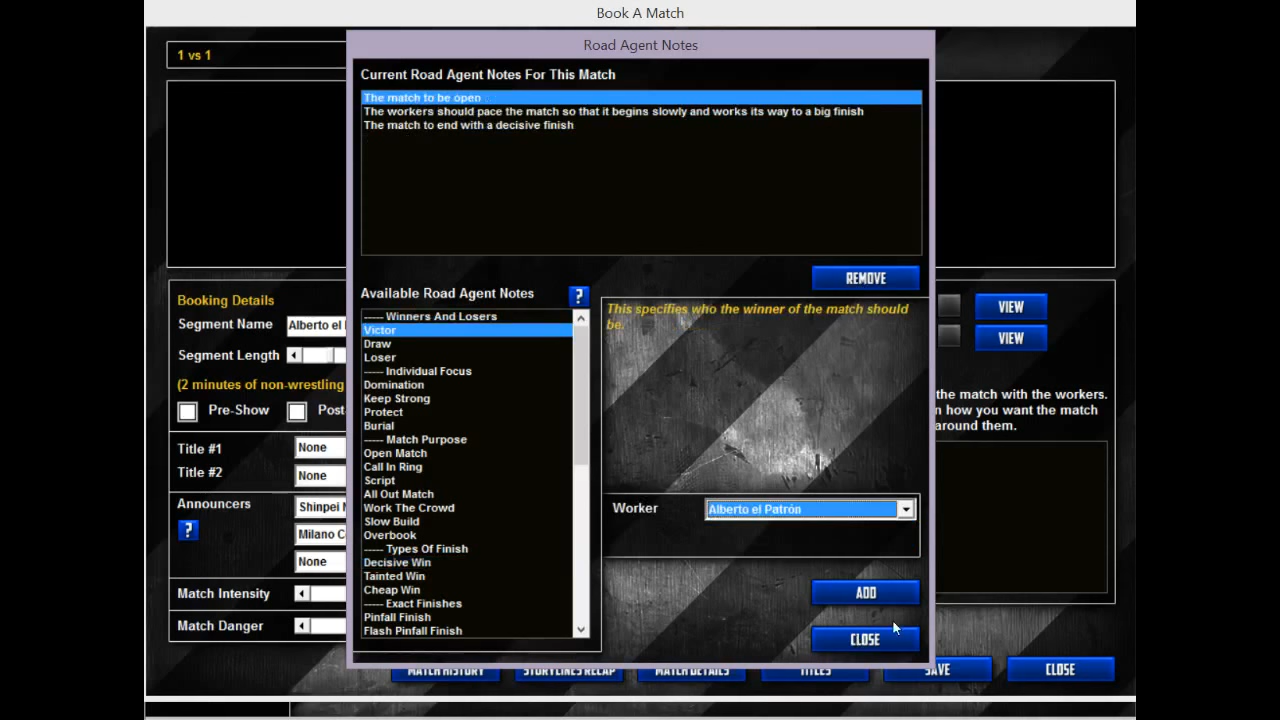 Book A Match
Road Agent Notes
1 vs 1
Current Road Agent Notes For This Match
The match to be open
The workers should pace the match so that it begins slowly and works its way to a big finish
The match to end with a decisive finish
REMOVE
Available Road Agent Notes
?
----- Winners And Losers
Victor
Draw
Loser
----- Individual Focus
Domination
Keep Strong
Protect
Burial
----- Match Purpose
Open Match
Call In Ring
Script
All Out Match
Work The Crowd
Slow Build
Overbook
----- Types Of Finish
Decisive Win
Tainted Win
Cheap Win
----- Exact Finishes
Pinfall Finish
Flash Pinfall Finish
This specifies who the winner of the match should
be.
Worker
Alberto el Patrón
ADD
CLOSE
Booking Details
Segment Name
Alberto el
Segment Length
(2 minutes of non-wrestling
Pre-Show
Post
Title #1
None
Title #2
None
Announcers
Shinpei
?
Milano C
None
Match Intensity
Match Danger
VIEW
VIEW
the match with the workers.
how you want the match
around them.
MATCH HISTORY
STORYLINES RECAP
MATCH DETAILS
TITLES
SAVE
CLOSE